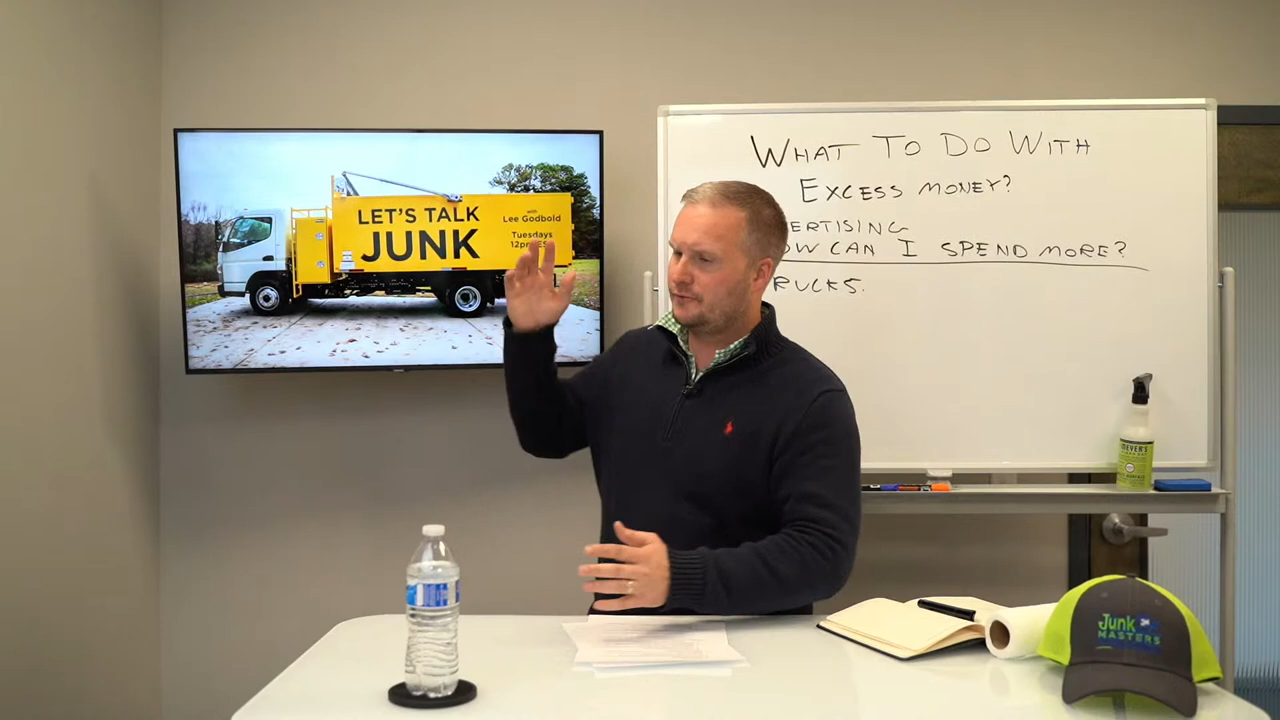 LET'S TALK
JUNK
with
Lee Godbold
Tuesdays
WHAT TO DO WITH
EXCESS MONEY?
ERTISING
OW CAN I SPEND MORE?
RUCKS.
Junk
MASTERS